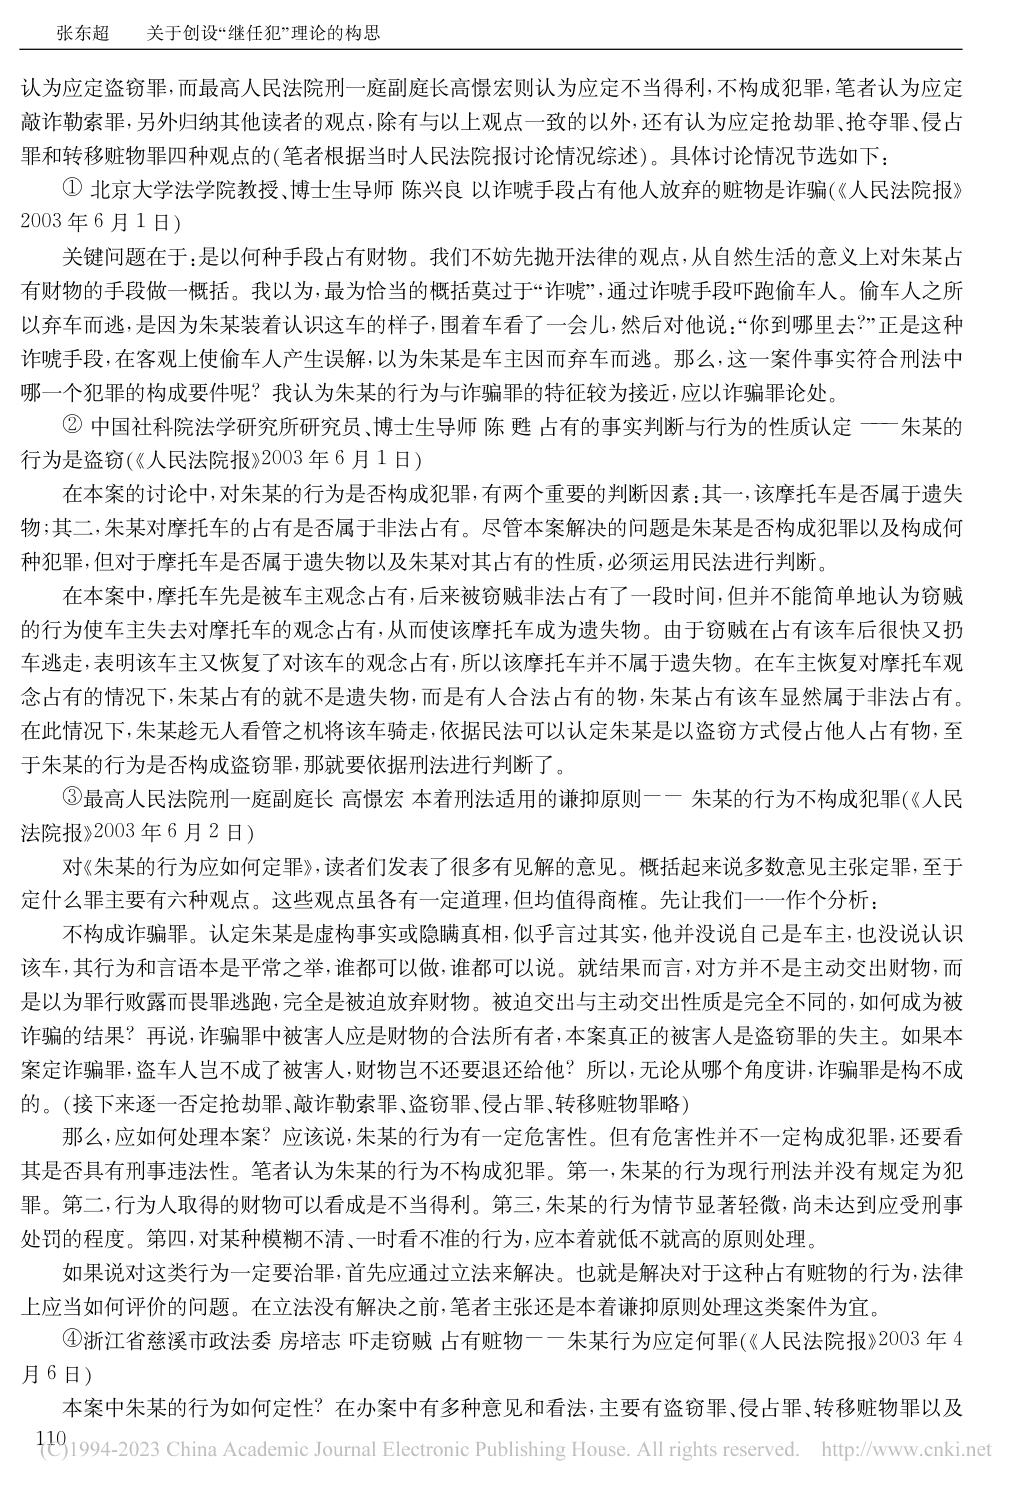 张东超　　关于创设“继任犯”理论的构思
认为应定盗窃罪,而最高人民法院刑一庭副庭长高憬宏则认为应定不当得利,不构成犯罪,笔者认为应定
敲诈勒索罪,另外归纳其他读者的观点,除有与以上观点一致的以外,还有认为应定抢劫罪、抢夺罪、侵占
罪和转移赃物罪四种观点的(笔者根据当时人民法院报讨论情况综述)。具体讨论情况节选如下:
① 北京大学法学院教授、博士生导师 陈兴良 以诈唬手段占有他人放弃的赃物是诈骗(《人民法院报》
2003 年 6 月 1 日)
关键问题在于:是以何种手段占有财物。我们不妨先抛开法律的观点,从自然生活的意义上对朱某占
有财物的手段做一概括。我以为,最为恰当的概括莫过于“诈唬”,通过诈唬手段吓跑偷车人。偷车人之所
以弃车而逃,是因为朱某装着认识这车的样子,围着车看了一会儿,然后对他说:“你到哪里去?”正是这种
诈唬手段,在客观上使偷车人产生误解,以为朱某是车主因而弃车而逃。那么,这一案件事实符合刑法中
哪一个犯罪的构成要件呢? 我认为朱某的行为与诈骗罪的特征较为接近,应以诈骗罪论处。
② 中国社科院法学研究所研究员、博士生导师 陈 甦 占有的事实判断与行为的性质认定 ——朱某的
行为是盗窃(《人民法院报》2003 年 6 月 1 日)
在本案的讨论中,对朱某的行为是否构成犯罪,有两个重要的判断因素:其一,该摩托车是否属于遗失
物;其二,朱某对摩托车的占有是否属于非法占有。尽管本案解决的问题是朱某是否构成犯罪以及构成何
种犯罪,但对于摩托车是否属于遗失物以及朱某对其占有的性质,必须运用民法进行判断。
在本案中,摩托车先是被车主观念占有,后来被窃贼非法占有了一段时间,但并不能简单地认为窃贼
的行为使车主失去对摩托车的观念占有,从而使该摩托车成为遗失物。由于窃贼在占有该车后很快又扔
车逃走,表明该车主又恢复了对该车的观念占有,所以该摩托车并不属于遗失物。在车主恢复对摩托车观
念占有的情况下,朱某占有的就不是遗失物,而是有人合法占有的物,朱某占有该车显然属于非法占有。
在此情况下,朱某趁无人看管之机将该车骑走,依据民法可以认定朱某是以盗窃方式侵占他人占有物,至
于朱某的行为是否构成盗窃罪,那就要依据刑法进行判断了。
③最高人民法院刑一庭副庭长 高憬宏 本着刑法适用的谦抑原则—— 朱某的行为不构成犯罪(《人民
法院报》2003 年 6 月 2 日)
对《朱某的行为应如何定罪》,读者们发表了很多有见解的意见。概括起来说多数意见主张定罪,至于
定什么罪主要有六种观点。这些观点虽各有一定道理,但均值得商榷。先让我们一一作个分析:
不构成诈骗罪。认定朱某是虚构事实或隐瞒真相,似乎言过其实,他并没说自己是车主,也没说认识
该车,其行为和言语本是平常之举,谁都可以做,谁都可以说。就结果而言,对方并不是主动交出财物,而
是以为罪行败露而畏罪逃跑,完全是被迫放弃财物。被迫交出与主动交出性质是完全不同的,如何成为被
诈骗的结果? 再说,诈骗罪中被害人应是财物的合法所有者,本案真正的被害人是盗窃罪的失主。如果本
案定诈骗罪,盗车人岂不成了被害人,财物岂不还要退还给他? 所以,无论从哪个角度讲,诈骗罪是构不成
的。(接下来逐一否定抢劫罪、敲诈勒索罪、盗窃罪、侵占罪、转移赃物罪略)
那么,应如何处理本案? 应该说,朱某的行为有一定危害性。但有危害性并不一定构成犯罪,还要看
其是否具有刑事违法性。笔者认为朱某的行为不构成犯罪。第一,朱某的行为现行刑法并没有规定为犯
罪。第二,行为人取得的财物可以看成是不当得利。第三,朱某的行为情节显著轻微,尚未达到应受刑事
处罚的程度。第四,对某种模糊不清、一时看不准的行为,应本着就低不就高的原则处理。
如果说对这类行为一定要治罪,首先应通过立法来解决。也就是解决对于这种占有赃物的行为,法律
上应当如何评价的问题。在立法没有解决之前,笔者主张还是本着谦抑原则处理这类案件为宜。
④浙江省慈溪市政法委 房培志 吓走窃贼 占有赃物——朱某行为应定何罪(《人民法院报》2003 年 4
月 6 日)
本案中朱某的行为如何定性? 在办案中有多种意见和看法,主要有盗窃罪、侵占罪、转移赃物罪以及
110
(C)1994-2023 China Academic Journal Electronic Publishing House. All rights reserved.    http://www.cnki.net